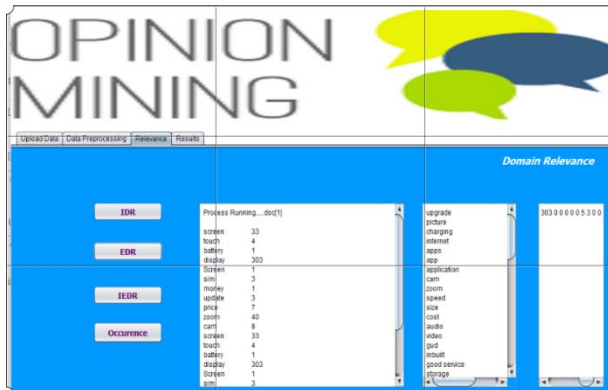 OPINION
MINING
Upload Data Data Preprocessing Relevance Results
Domain Relevance
IDR
EDR
IEDR
Occurence
Process Running....doc(1)
screen 33
touch 4
battery 1
display 303
Screen 1
sim 3
money 1
update 3
price 7
zoom 40
cam 8
screen 33
touch 4
battery 1
display 303
Screen 1
sim 3
upgrade
picture
charging
internet
apps
app
application
cam
zoom
speed
size
cost
audio
video
gud
inbuilt
good service
storage
303 0 0 0 0 0 5 3 0 0